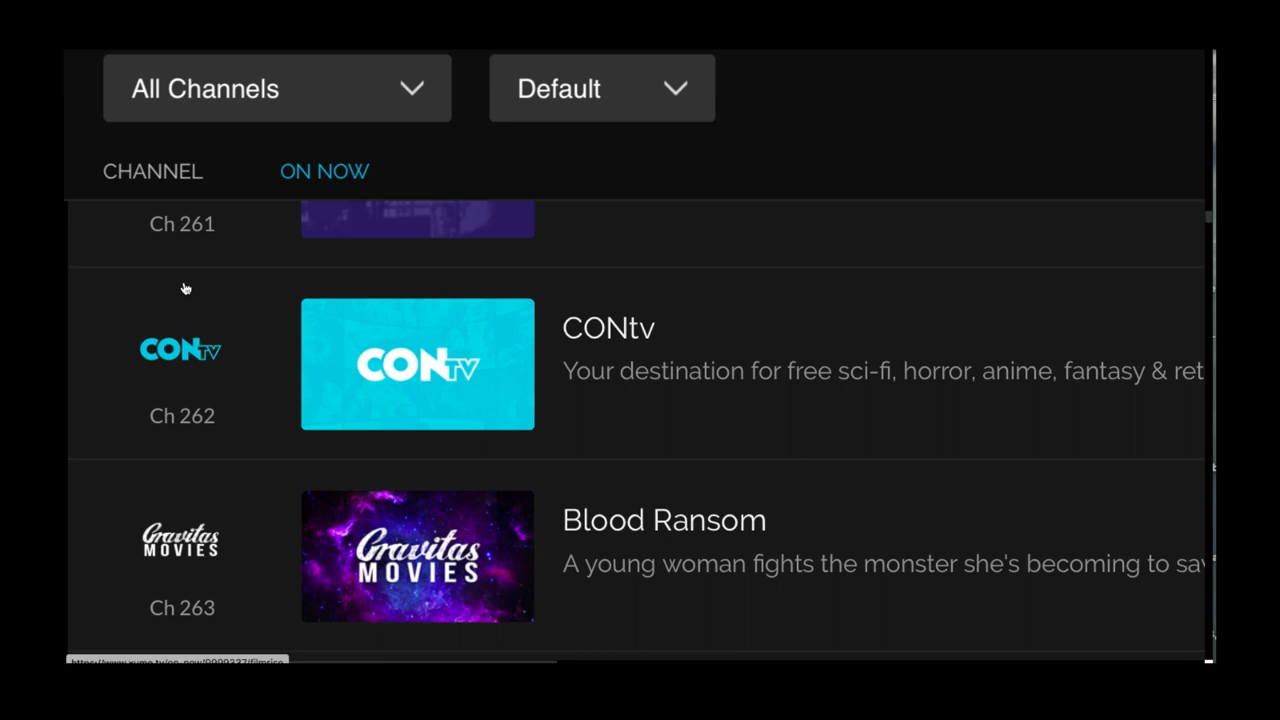 All Channels
Default
CHANNEL
ON NOW
Ch 261
CONTV
CONTV
CONtv
Your destination for free sci-fi, horror, anime, fantasy & ret
Ch 262
Gravitas
MOVIES
Gravitas
MOVIES
Blood Ransom
A young woman fights the monster she's becoming to sav
Ch 263